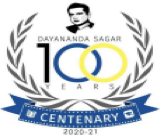 DAYANANDA SAGAR
100
YEARS
CENTENARY
2020-21